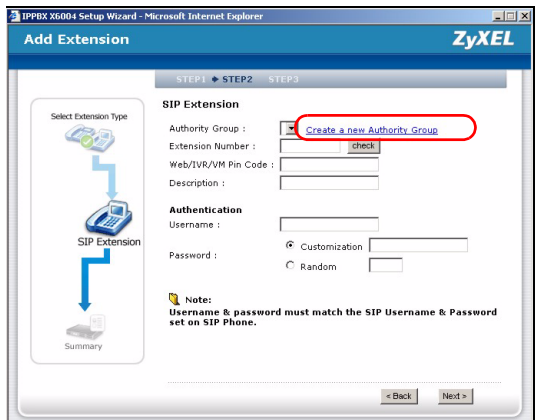 IPPBX X6004 Setup Wizard - Microsoft Internet Explorer
Add Extension
ZyXEL
STEP1 STEP2 STEP3
Select Extension Type
SIP Extension
Summary
SIP Extension
Authority Group : Create a new Authority Group
Extension Number : check
Web/IVR/VM Pin Code :
Description :
Authentication
Username :
Password : Customization
Random
Note:
Username & password must match the SIP Username & Password
set on SIP Phone.
< Back Next >